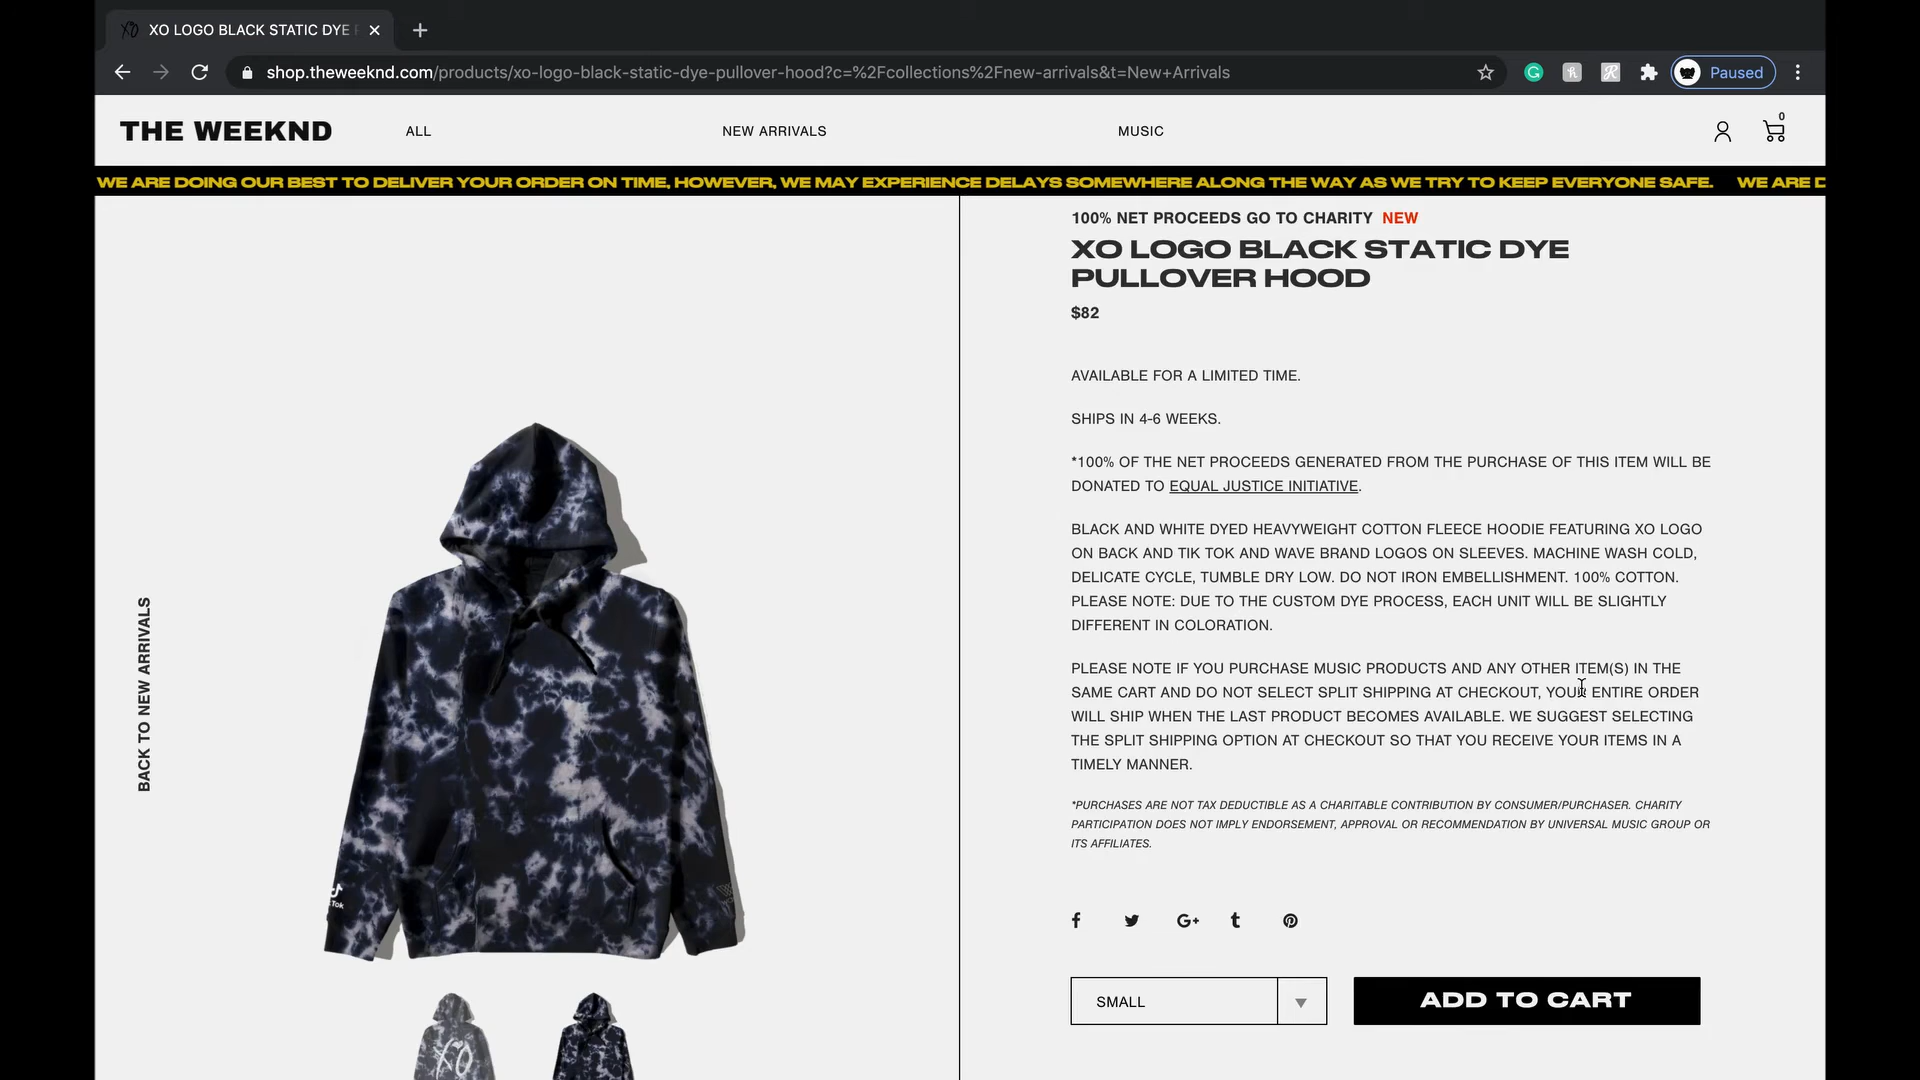 XO LOGO BLACK STATIC DYE
shop.theweeknd.com/products/xo-logo-black-static-dye-pullover-hood?c=%2Fcollections%2Fnew-arrivals&t=New+Arrivals
Paused
THE WEEKND
ALL
NEW ARRIVALS
MUSIC
0
WE ARE DOING OUR BEST TO DELIVER YOUR ORDER ON TIME, HOWEVER, WE MAY EXPERIENCE DELAYS SOMEWHERE ALONG THE WAY AS WE TRY TO KEEP EVERYONE SAFE. WE ARE D
BACK TO NEW ARRIVALS
100% NET PROCEEDS GO TO CHARITY NEW
XO LOGO BLACK STATIC DYE
PULLOVER HOOD
$82
AVAILABLE FOR A LIMITED TIME.
SHIPS IN 4-6 WEEKS.
*100% OF THE NET PROCEEDS GENERATED FROM THE PURCHASE OF THIS ITEM WILL BE
DONATED TO EQUAL JUSTICE INITIATIVE.
BLACK AND WHITE DYED HEAVYWEIGHT COTTON FLEECE HOODIE FEATURING XO LOGO
ON BACK AND TIK TOK AND WAVE BRAND LOGOS ON SLEEVES. MACHINE WASH COLD,
DELICATE CYCLE, TUMBLE DRY LOW. DO NOT IRON EMBELLISHMENT. 100% COTTON.
PLEASE NOTE: DUE TO THE CUSTOM DYE PROCESS, EACH UNIT WILL BE SLIGHTLY
DIFFERENT IN COLORATION.
PLEASE NOTE IF YOU PURCHASE MUSIC PRODUCTS AND ANY OTHER ITEM(S) IN THE
SAME CART AND DO NOT SELECT SPLIT SHIPPING AT CHECKOUT, YOUR ENTIRE ORDER
WILL SHIP WHEN THE LAST PRODUCT BECOMES AVAILABLE. WE SUGGEST SELECTING
THE SPLIT SHIPPING OPTION AT CHECKOUT SO THAT YOU RECEIVE YOUR ITEMS IN A
TIMELY MANNER.
*PURCHASES ARE NOT TAX DEDUCTIBLE AS A CHARITABLE CONTRIBUTION BY CONSUMER/PURCHASER. CHARITY
PARTICIPATION DOES NOT IMPLY ENDORSEMENT, APPROVAL OR RECOMMENDATION BY UNIVERSAL MUSIC GROUP OR
ITS AFFILIATES.
SMALL
ADD TO CART
XO